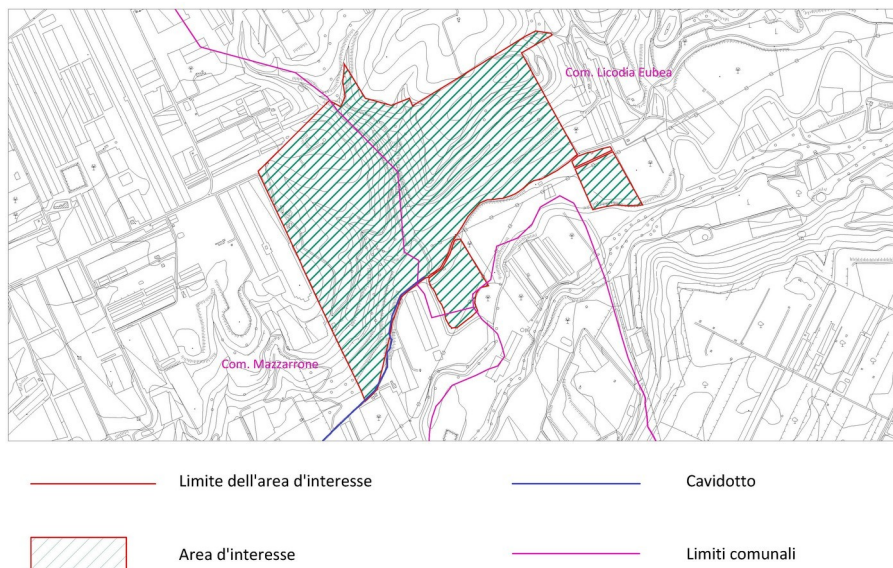 Com. Licodia Eubea
Com. Mazzarrone
Limite dell'area d'interesse
Cavidotto
Area d'interesse
Limiti comunali